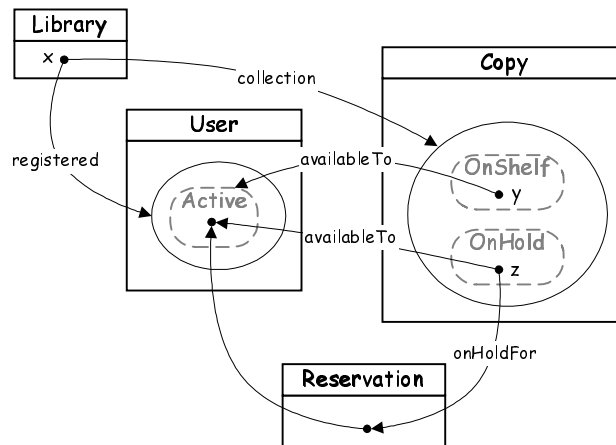 Library
x
Copy
collection
User
registered
availableTo
OnShelf
y
Active
availableTo
OnHold
z
onHoldFor
Reservation